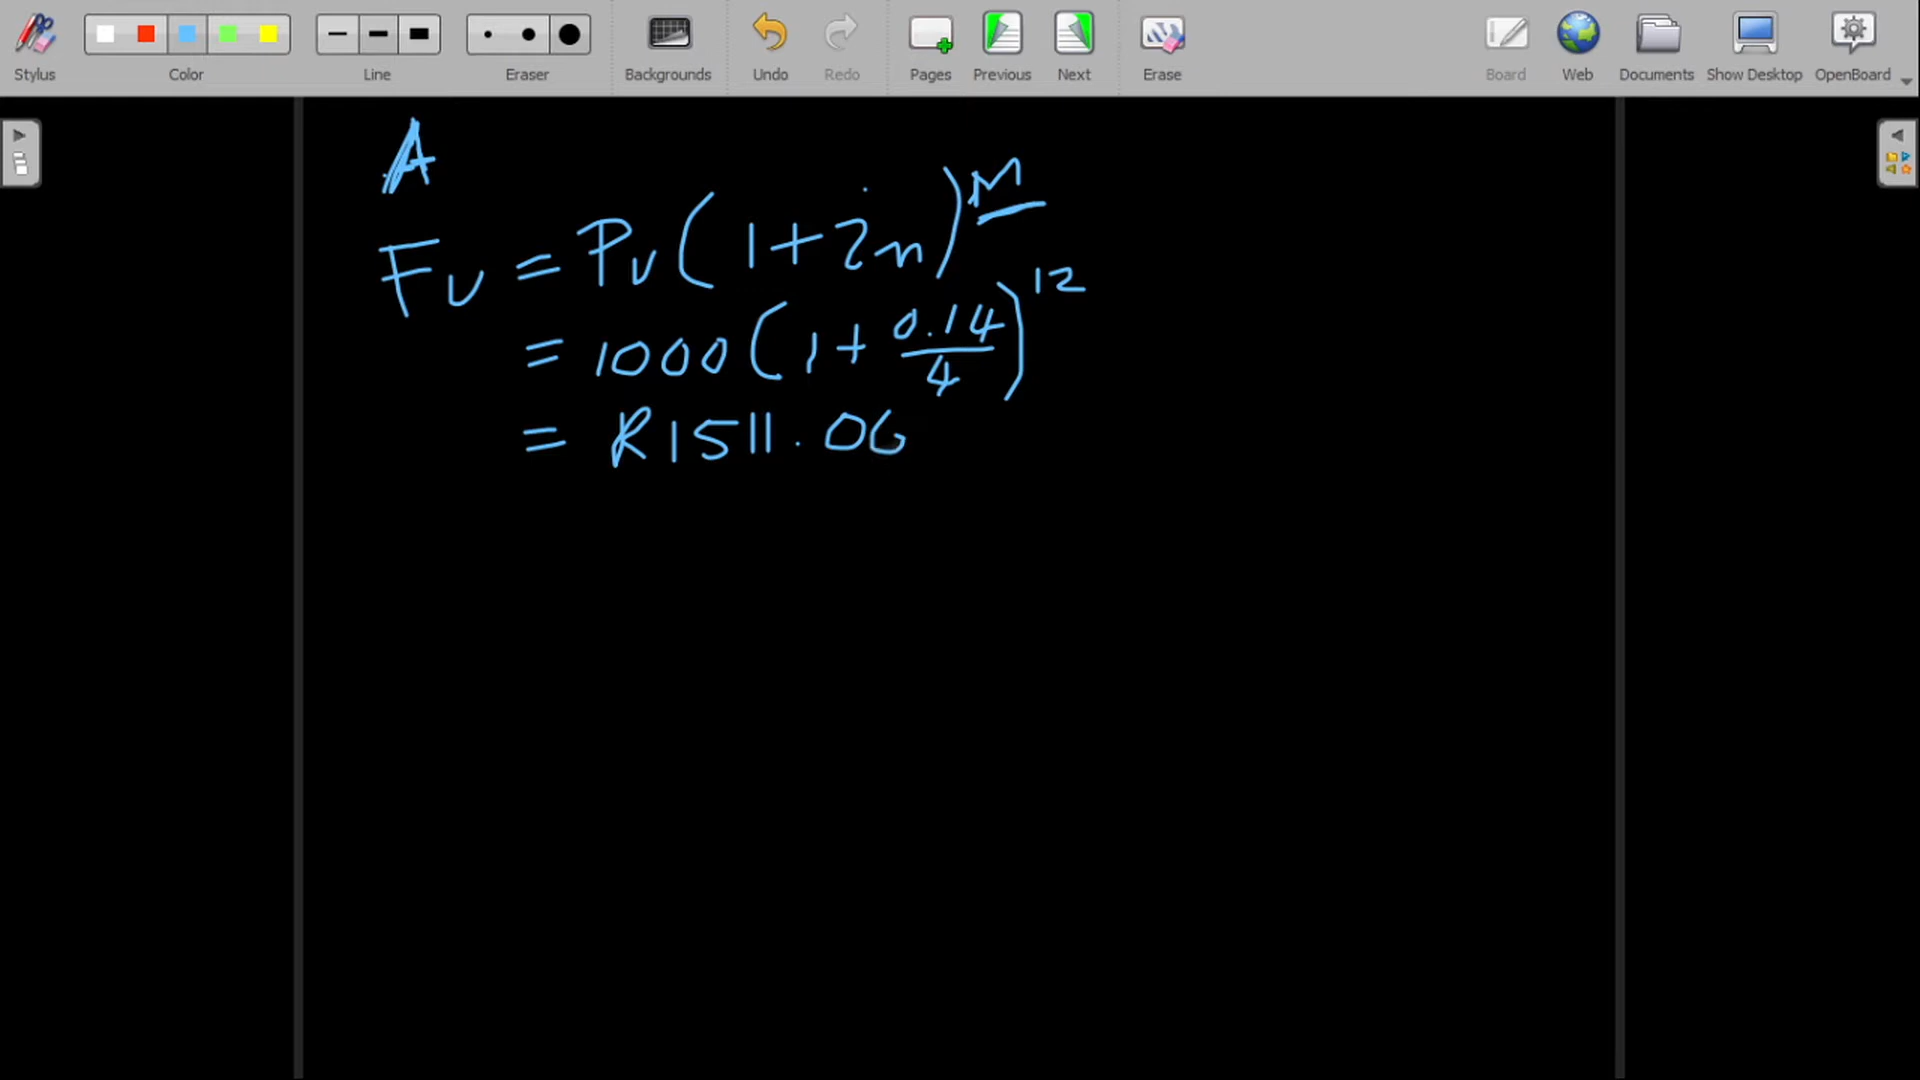 Stylus Color Line Eraser Backgrounds Undo Redo Pages Previous Next Erase Board Web Documents Show Desktop OpenBoard
A
Fv = Pv(1+in)^M
= 1000(1+0.14/4)^12
= R1511.06